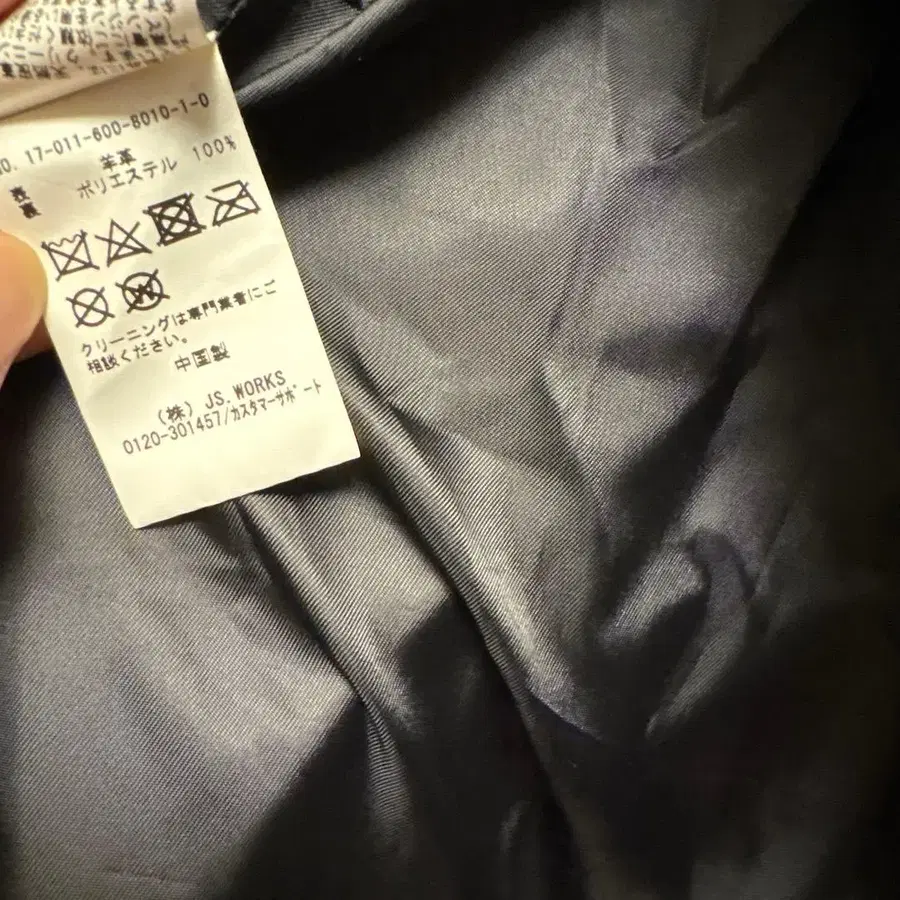 NO. 17-011-600-8010-1-0
表 羊革
裏 ポリエステル 100%
クリーニングは専門業者にご
相談ください。
中国製
(株) JS.WORKS
0120-301457/カスタマーサポート